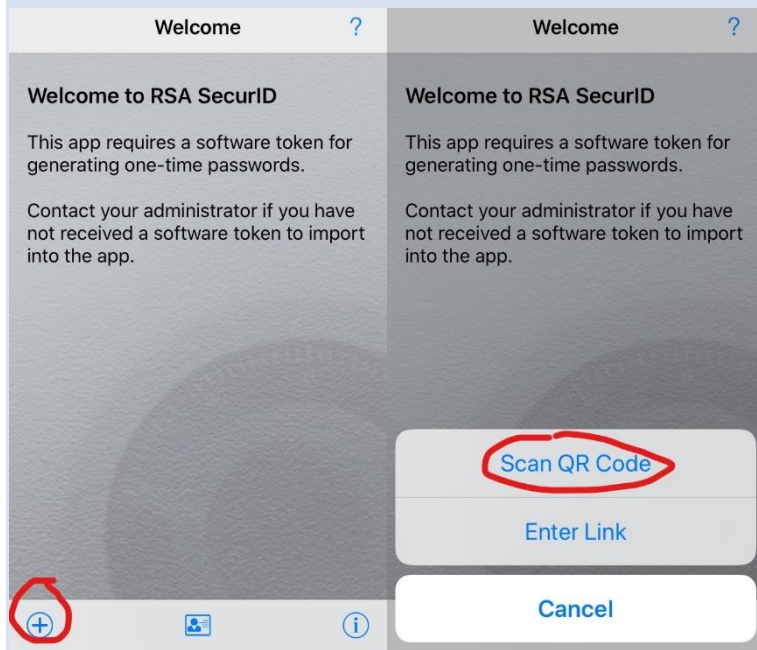 Welcome
?
Welcome to RSA SecurID
This app requires a software token for
generating one-time passwords.
Contact your administrator if you have
not received a software token to import
into the app.
Welcome
?
Welcome to RSA SecurID
This app requires a software token for
generating one-time passwords.
Contact your administrator if you have
not received a software token to import
into the app.
Scan QR Code
Enter Link
Cancel